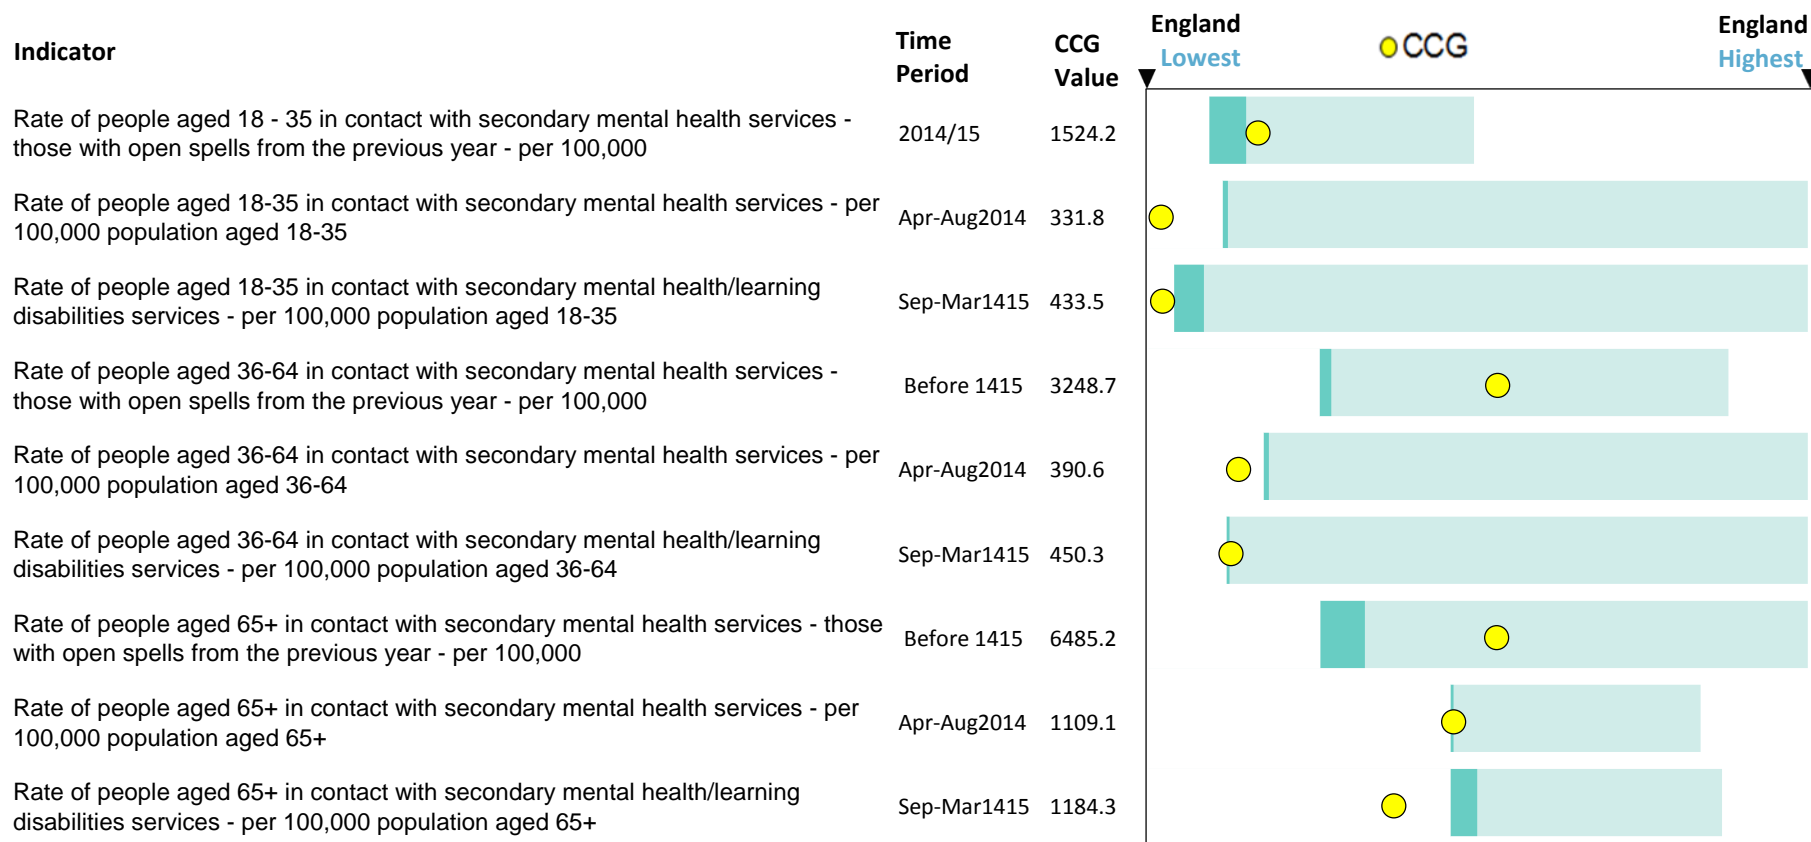 Indicator
Time Period
CCG Value
England Lowest
CCG
England Highest
Rate of people aged 18 - 35 in contact with secondary mental health services -
those with open spells from the previous year - per 100,000
2014/15 1524.2
Rate of people aged 18-35 in contact with secondary mental health services - per
100,000 population aged 18-35
Apr-Aug2014 331.8
Rate of people aged 18-35 in contact with secondary mental health/learning
disabilities services - per 100,000 population aged 18-35
Sep-Mar1415 433.5
Rate of people aged 36-64 in contact with secondary mental health services -
those with open spells from the previous year - per 100,000
Before 1415 3248.7
Rate of people aged 36-64 in contact with secondary mental health services - per
100,000 population aged 36-64
Apr-Aug2014 390.6
Rate of people aged 36-64 in contact with secondary mental health/learning
disabilities services - per 100,000 population aged 36-64
Sep-Mar1415 450.3
Rate of people aged 65+ in contact with secondary mental health services - those
with open spells from the previous year - per 100,000
Before 1415 6485.2
Rate of people aged 65+ in contact with secondary mental health services - per
100,000 population aged 65+
Apr-Aug2014 1109.1
Rate of people aged 65+ in contact with secondary mental health/learning
disabilities services - per 100,000 population aged 65+
Sep-Mar1415 1184.3